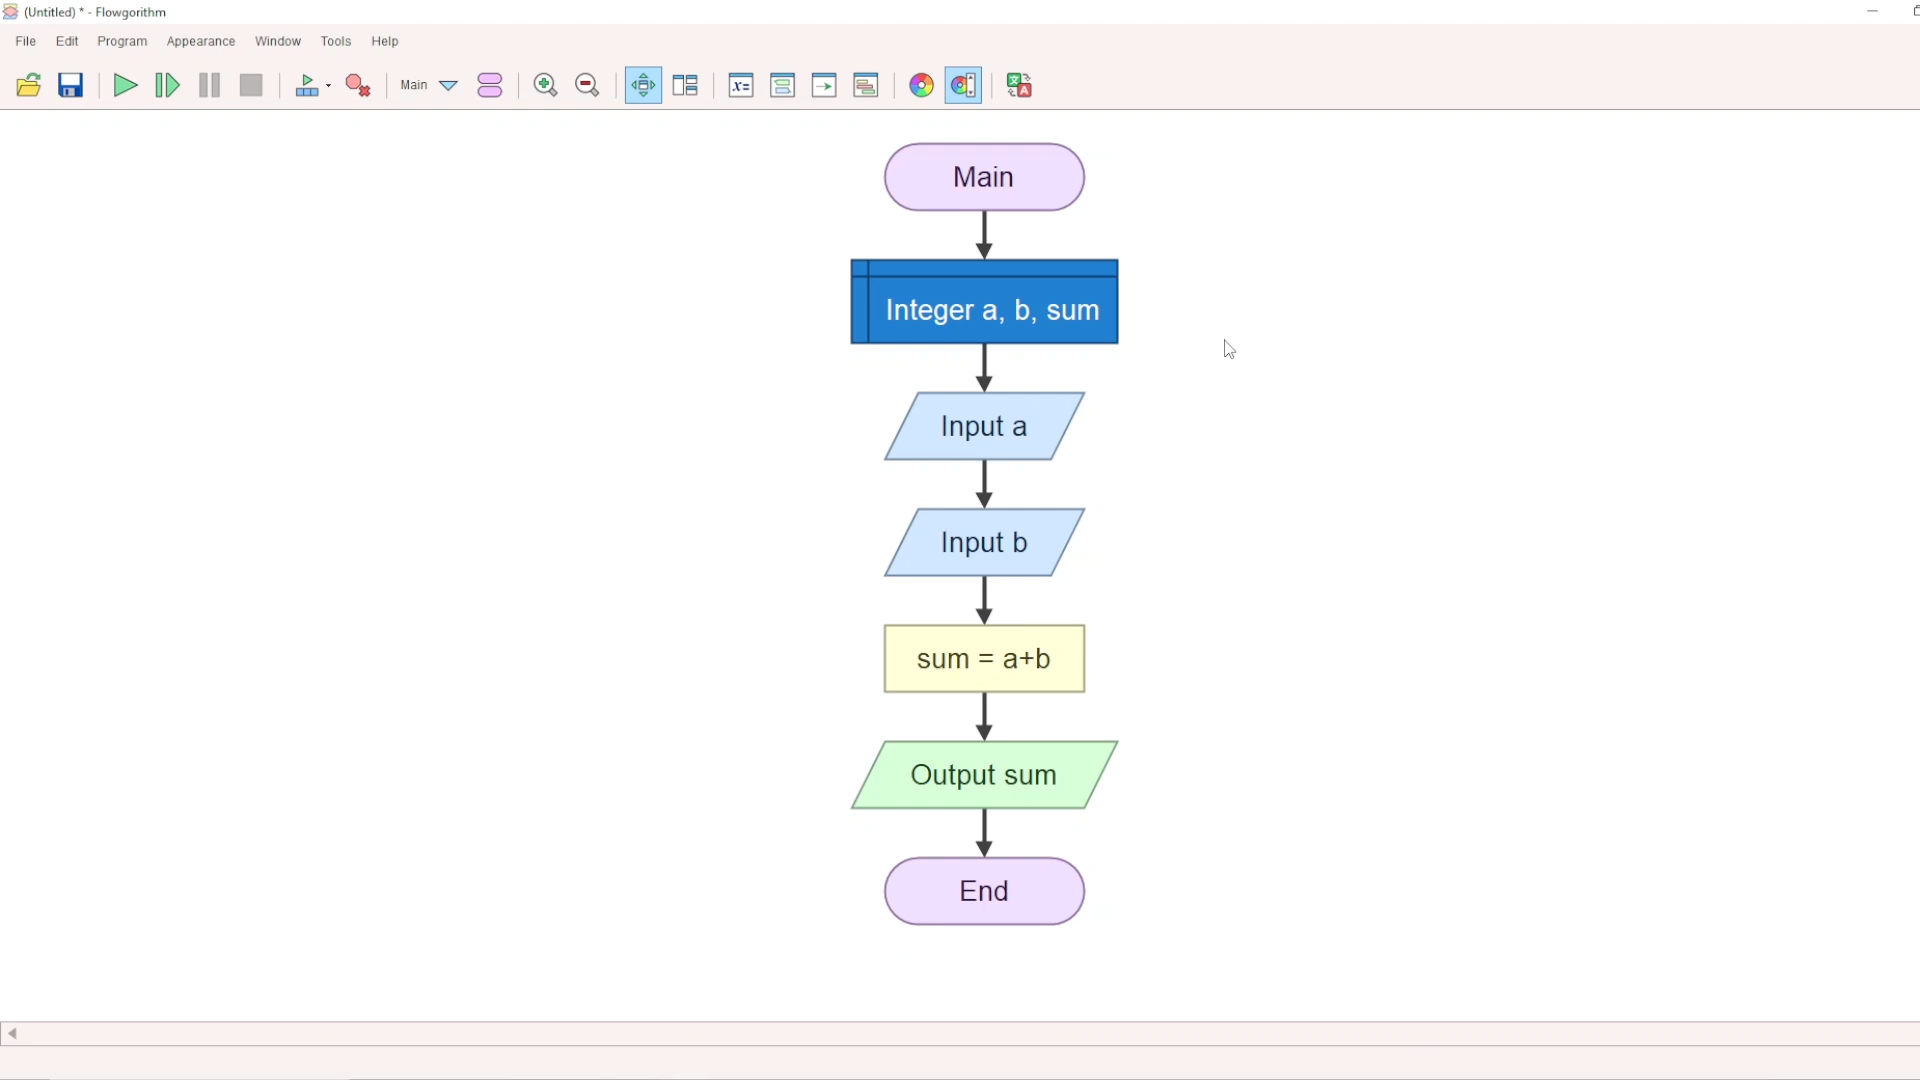 (Untitled) * - Flowgorithm
File Edit Program Appearance Window Tools Help
Main
Main
Integer a, b, sum
Input a
Input b
sum = a+b
Output sum
End